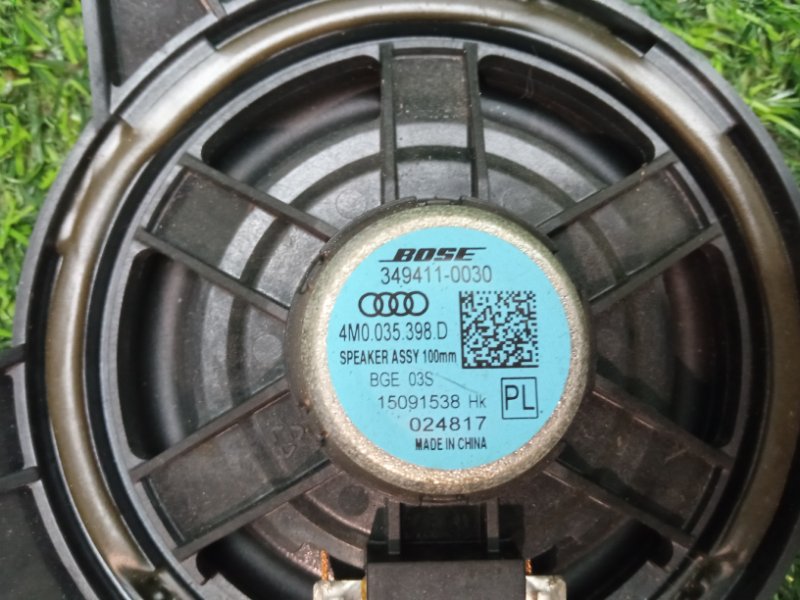 BOSE
349411-0030
4M0.035.398.D
SPEAKER ASSY 100mm
BGE 03S
15091538 Hk
PL
024817
MADE IN CHINA